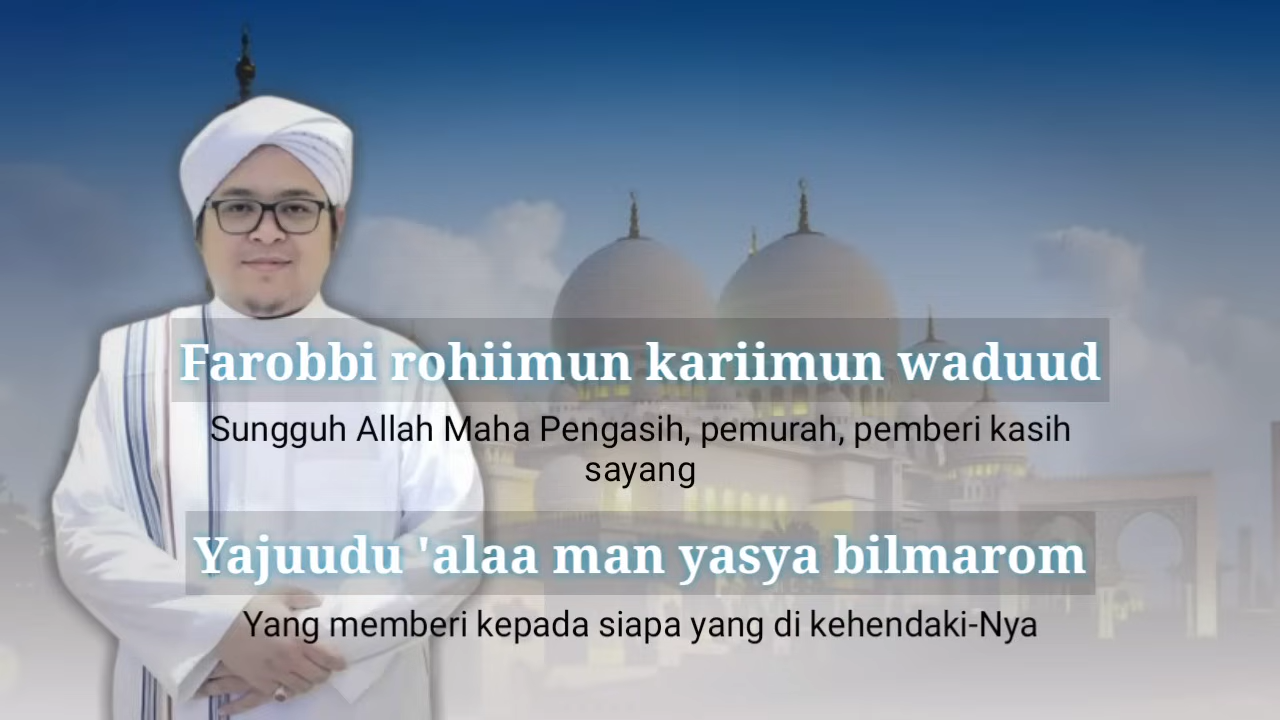 Farobbi rohiimun kariimun waduud
Sungguh Allah Maha Pengasih, pemurah, pemberi kasih
sayang
Yajuudu 'alaa man yasya bilmarom
Yang memberi kepada siapa yang di kehendaki-Nya